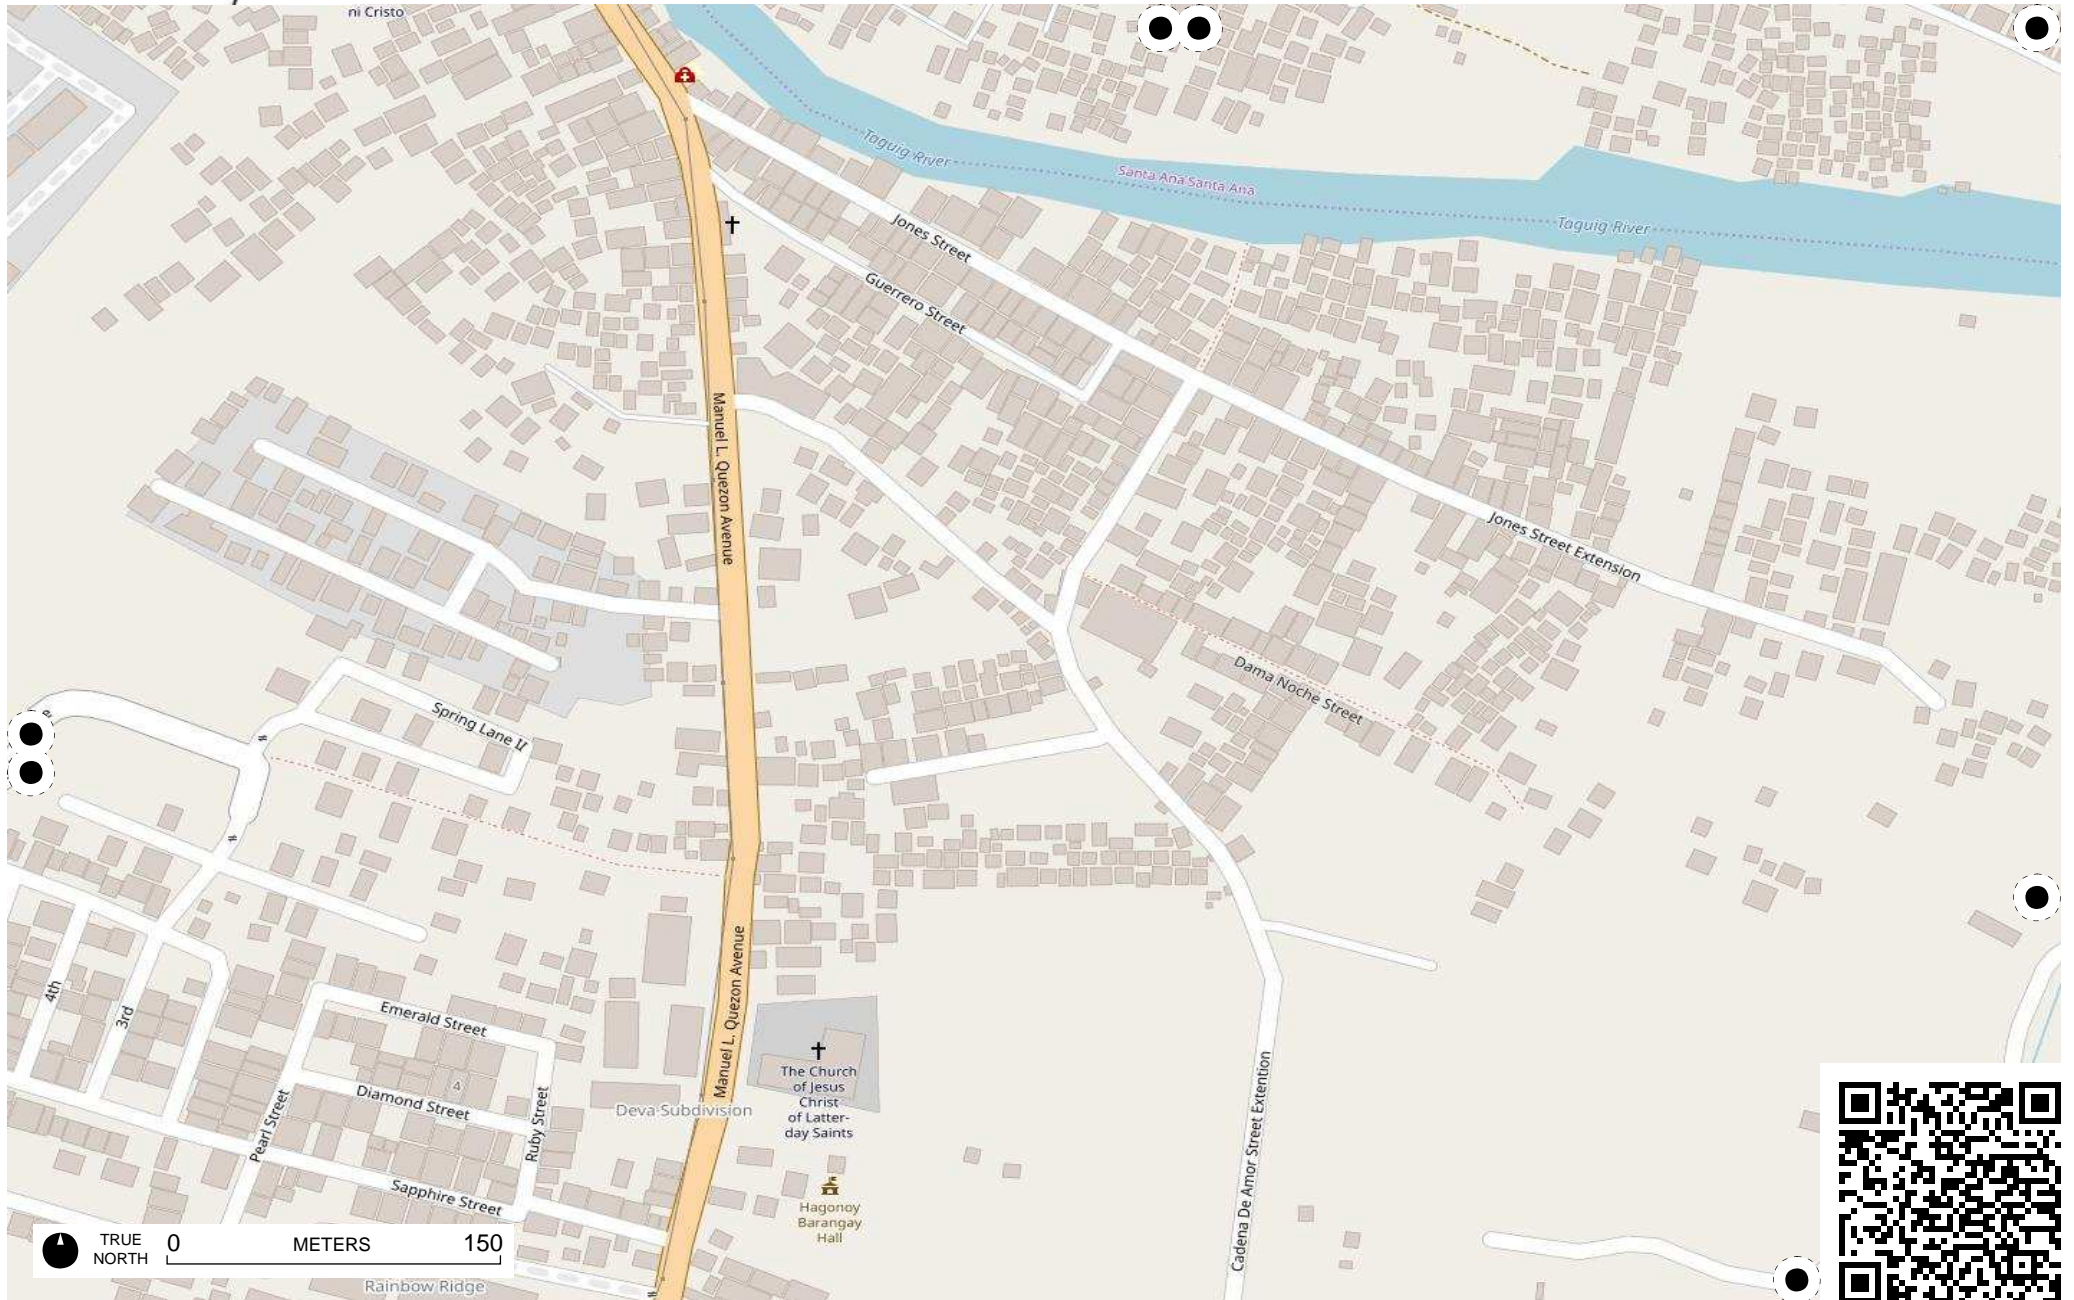 ni Cristo
Taguig River
Santa Ana Santa Ana
Taguig River
Jones Street
Guerrero Street
Manuel L. Quezon Avenue
Jones Street Extension
Dama Noche Street
Spring Lane II
Manuel L. Quezon Avenue
4th
3rd
Emerald Street
Diamond Street
Pearl Street
Ruby Street
Sapphire Street
Deva Subdivision
The Church
of Jesus
Christ
of Latter-
day Saints
Cadena De Amor Street Extention
Hagonoy
Barangay
Hall
TRUE
NORTH
0 METERS 150
Rainbow Ridge